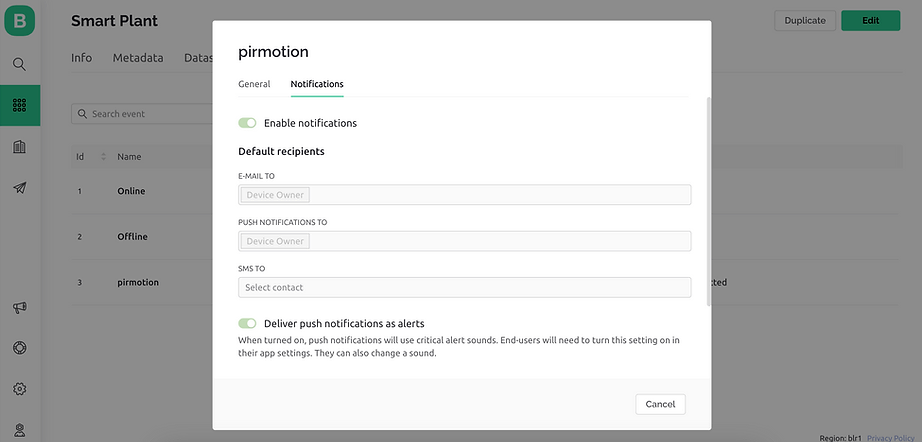 B
Smart Plant
Duplicate
Edit
Info
Metadata
Datas
Search event
Id
Name
1
Online
2
Offline
3
pirmotion
cted
pirmotion
General
Notifications
Enable notifications
Default recipients
E-MAIL TO
Device Owner
PUSH NOTIFICATIONS TO
Device Owner
SMS TO
Select contact
Deliver push notifications as alerts
When turned on, push notifications will use critical alert sounds. End-users will need to turn this setting on in
their app settings. They can also change a sound.
Cancel
Region: blr1 Privacy Policy